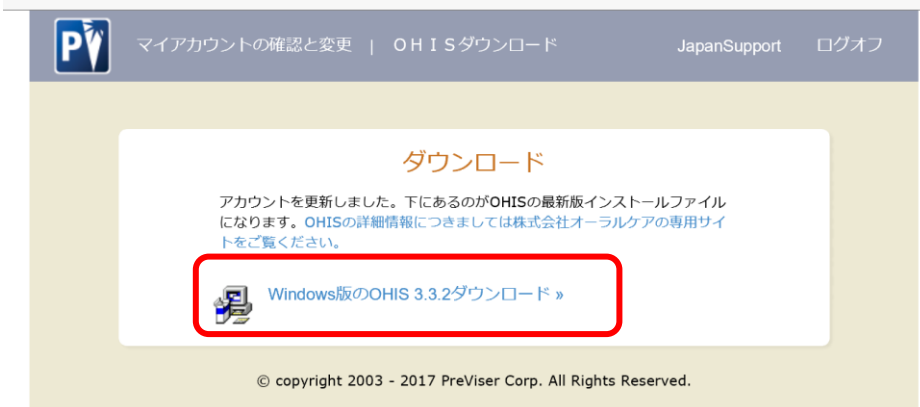 PV マイアカウントの確認と変更 | OHISダウンロード JapanSupport ログオフ
ダウンロード
アカウントを更新しました。下にあるのがOHISの最新版インストールファイル
になります。OHISの詳細情報につきましては株式会社オーラルケアの専用サイ
トをご覧ください。
Windows版のOHIS 3.3.2ダウンロード »
© copyright 2003 - 2017 PreViser Corp. All Rights Reserved.